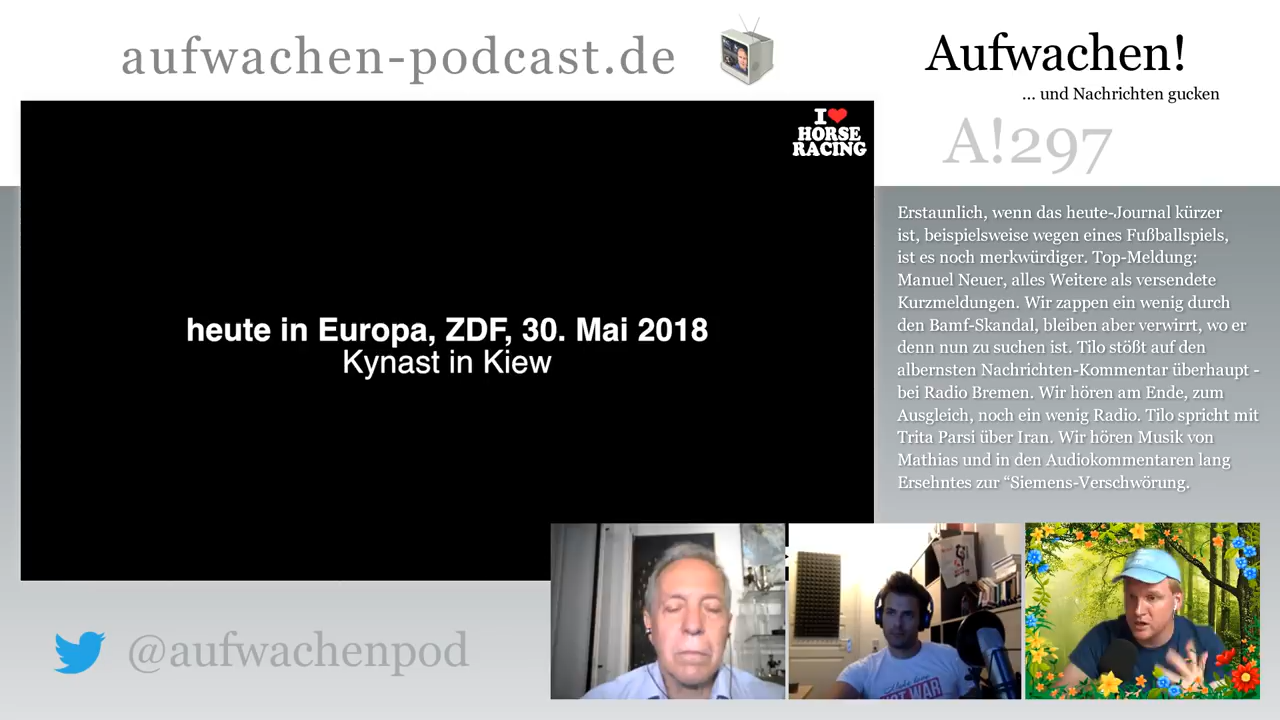 aufwachen-podcast.de
Aufwachen!
... und Nachrichten gucken
A!297
I
HORSE
RACING
heute in Europa, ZDF, 30. Mai 2018
Kynast in Kiew
Erstaunlich, wenn das heute-Journal kürzer
ist, beispielsweise wegen eines Fußballspiels,
ist es noch merkwürdiger. Top-Meldung:
Manuel Neuer, alles Weitere als versendete
Kurzmeldungen. Wir zappen ein wenig durch
den Bamf-Skandal, bleiben aber verwirrt, wo er
denn nun zu suchen ist. Tilo stößt auf den
albernsten Nachrichten-Kommentar überhaupt -
bei Radio Bremen. Wir hören am Ende, zum
Ausgleich, noch ein wenig Radio. Tilo spricht mit
Trita Parsi über Iran. Wir hören Musik von
Mathias und in den Audiokommentaren lang
Ersehntes zur “Siemens-Verschwörung.
@aufwachenpod
WAR